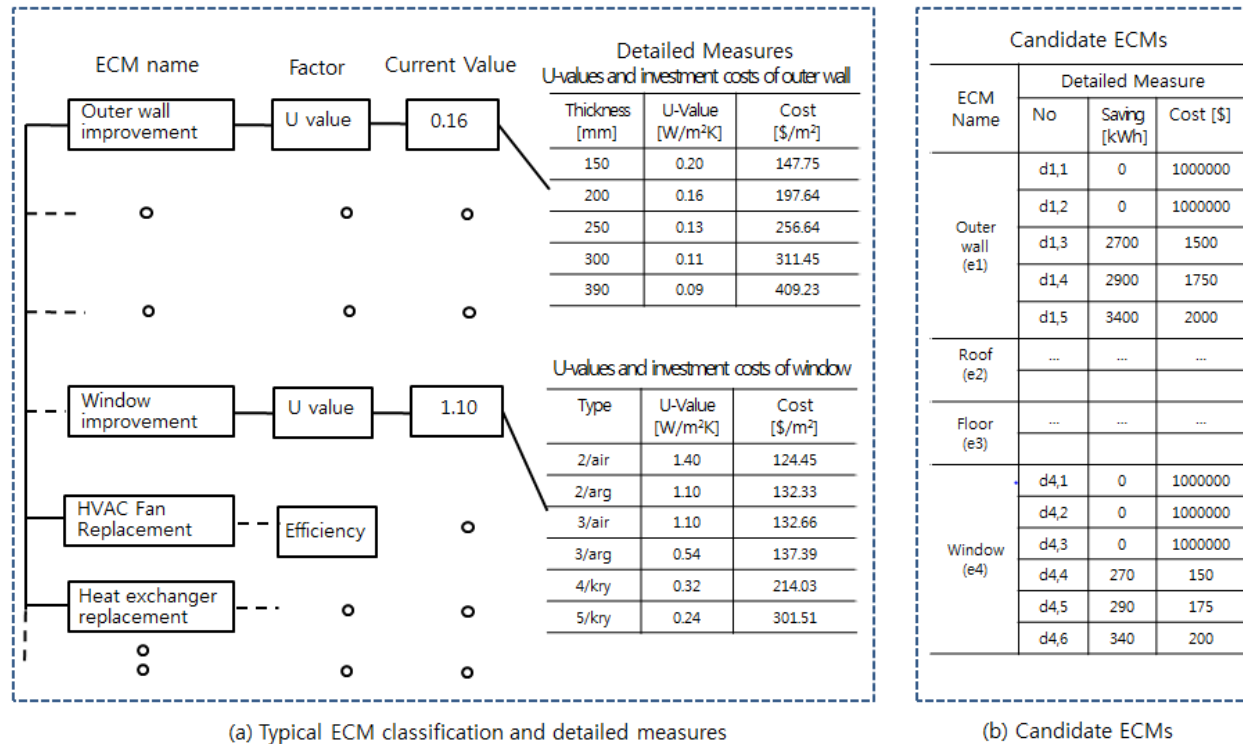 ECM name Factor Current Value Detailed Measures
U-values and investment costs of outer wall
Outer wall improvement U value 0.16
Thickness [mm] U-Value [W/m²K] Cost [$/m²]
150 0.20 147.75
200 0.16 197.64
250 0.13 256.64
300 0.11 311.45
390 0.09 409.23
U-values and investment costs of window
Window improvement U value 1.10
Type U-Value [W/m²K] Cost [$/m²]
2/air 1.40 124.45
2/arg 1.10 132.33
3/air 1.10 132.66
3/arg 0.54 137.39
4/kry 0.32 214.03
5/kry 0.24 301.51
HVAC Fan Replacement Efficiency
Heat exchanger replacement
(a) Typical ECM classification and detailed measures
Candidate ECMs
ECM Name Detailed Measure
No Saving [kWh] Cost [$]
Outer wall (e1)
d1,1 0 1000000
d1,2 0 1000000
d1,3 2700 1500
d1,4 2900 1750
d1,5 3400 2000
Roof (e2) ... ... ...
Floor (e3) ... ... ...
Window (e4)
d4,1 0 1000000
d4,2 0 1000000
d4,3 0 1000000
d4,4 270 150
d4,5 290 175
d4,6 340 200
(b) Candidate ECMs